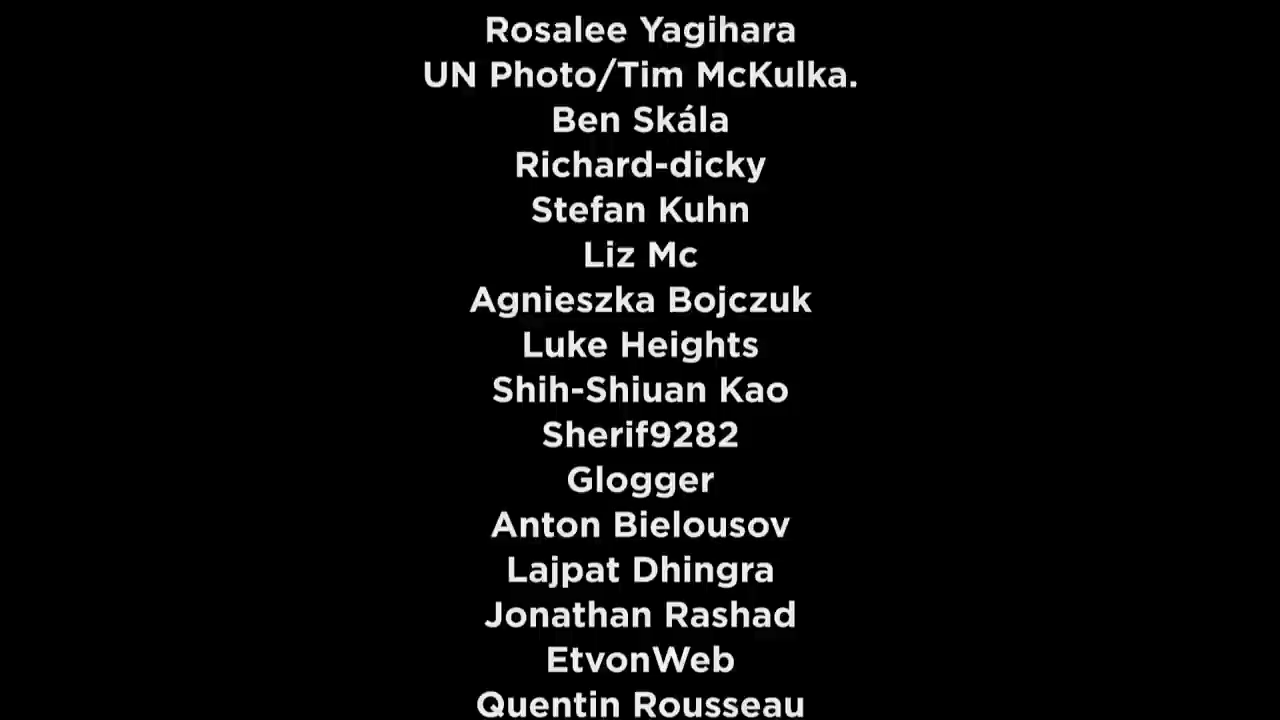 Rosalee Yagihara
UN Photo/Tim McKulka.
Ben Skála
Richard-dicky
Stefan Kuhn
Liz Mc
Agnieszka Bojczuk
Luke Heights
Shih-Shiuan Kao
Sherif9282
Glogger
Anton Bielousov
Lajpat Dhingra
Jonathan Rashad
EtvonWeb
Quentin Rousseau